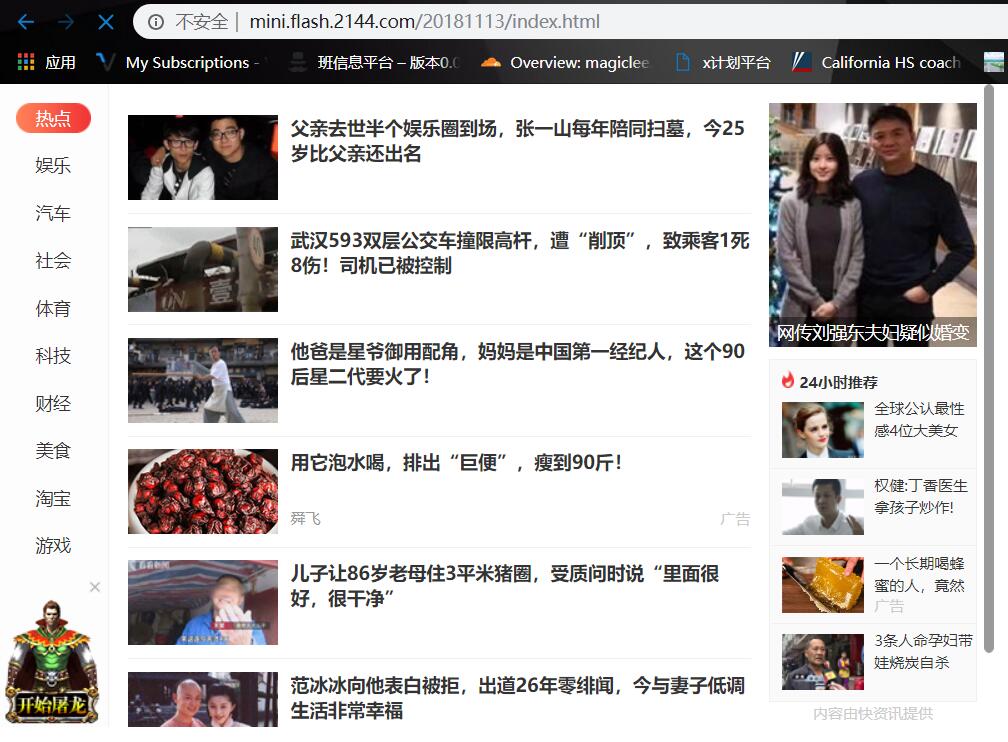 不安全 | mini.flash.2144.com/20181113/index.html
应用
My Subscriptions -
班信息平台 – 版本0.0
Overview: magiclee
x计划平台
California HS coach
热点
娱乐
汽车
社会
体育
科技
财经
美食
淘宝
游戏
开始屠龙
父亲去世半个娱乐圈到场，张一山每年陪同扫墓，今25
岁比父亲还出名
武汉593双层公交车撞限高杆，遭“削顶”，致乘客1死
8伤！司机已被控制
他爸是星爷御用配角，妈妈是中国第一经纪人，这个90
后星二代要火了！
用它泡水喝，排出“巨便”，瘦到90斤！
舜飞
广告
儿子让86岁老母住3平米猪圈，受质问时说“里面很
好，很干净”
范冰冰向他表白被拒，出道26年零绯闻，今与妻子低调
生活非常幸福
网传刘强东夫妇疑似婚变
24小时推荐
全球公认最性
感4位大美女
权健:丁香医生
拿孩子炒作!
一个长期喝蜂
蜜的人，竟然
广告
3条人命孕妇带
娃烧炭自杀
内容由快资讯提供